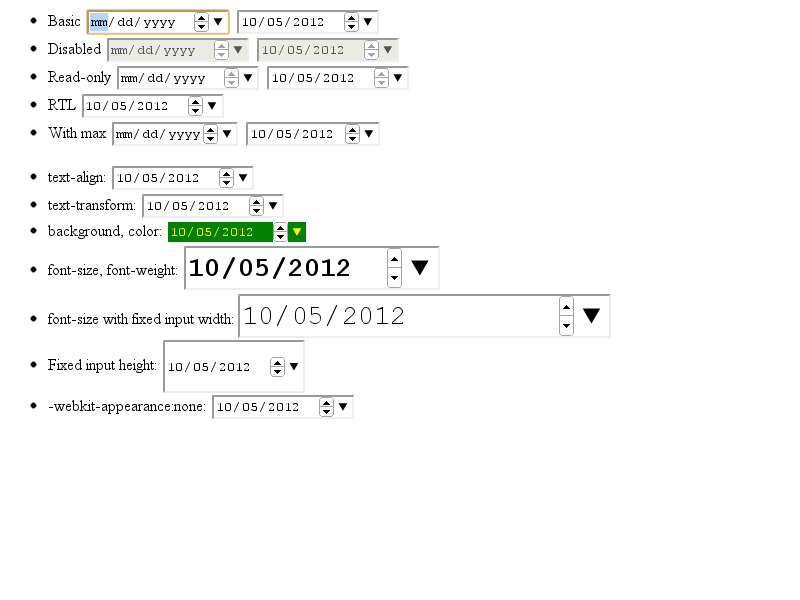 Basic mm/dd/yyyy 10/05/2012
Disabled mm/dd/yyyy 10/05/2012
Read-only mm/dd/yyyy 10/05/2012
RTL 10/05/2012
With max mm/dd/yyyy 10/05/2012
text-align: 10/05/2012
text-transform: 10/05/2012
background, color: 10/05/2012
font-size, font-weight: 10/05/2012
font-size with fixed input width: 10/05/2012
Fixed input height: 10/05/2012
-webkit-appearance:none: 10/05/2012